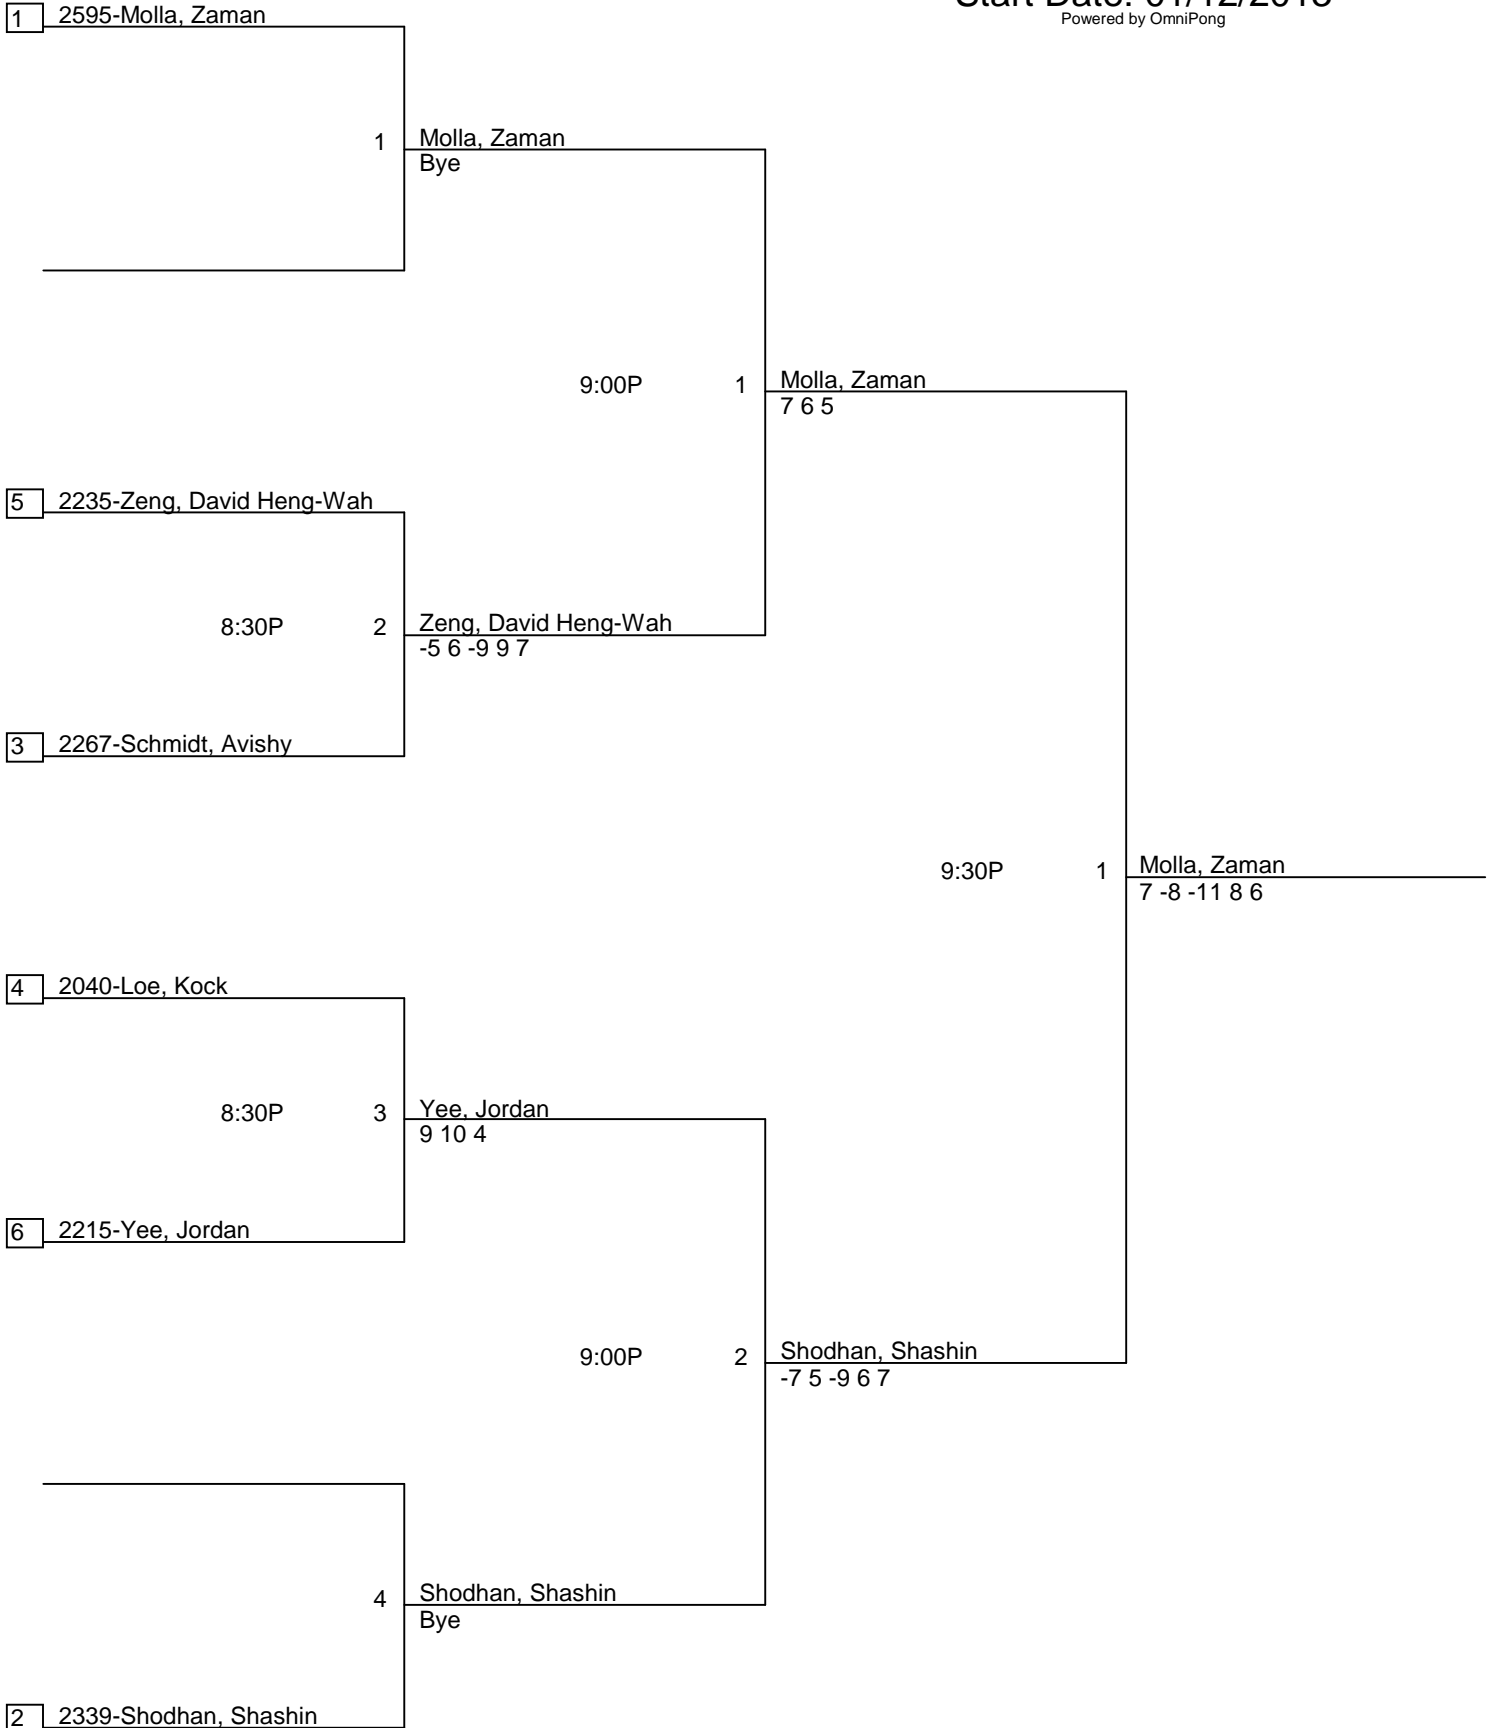 Powered by OmniPong
1 2595-Molla, Zaman
1 Molla, Zaman
Bye
9:00P 1 Molla, Zaman
7 6 5
5 2235-Zeng, David Heng-Wah
8:30P 2 Zeng, David Heng-Wah
-5 6 -9 9 7
3 2267-Schmidt, Avishy
9:30P 1 Molla, Zaman
7 -8 -11 8 6
4 2040-Loe, Kock
8:30P 3 Yee, Jordan
9 10 4
6 2215-Yee, Jordan
9:00P 2 Shodhan, Shashin
-7 5 -9 6 7
4 Shodhan, Shashin
Bye
2 2339-Shodhan, Shashin